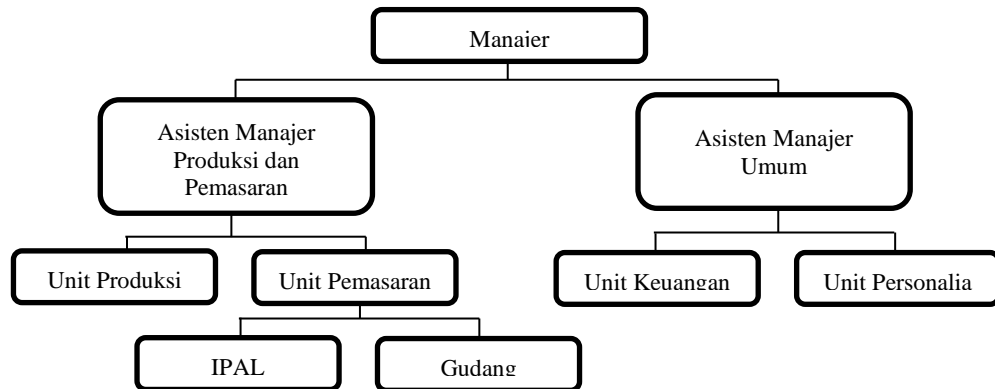 Manajer
Asisten Manajer
Produksi dan
Pemasaran
Asisten Manajer
Umum
Unit Produksi
Unit Pemasaran
Unit Keuangan
Unit Personalia
IPAL
Gudang